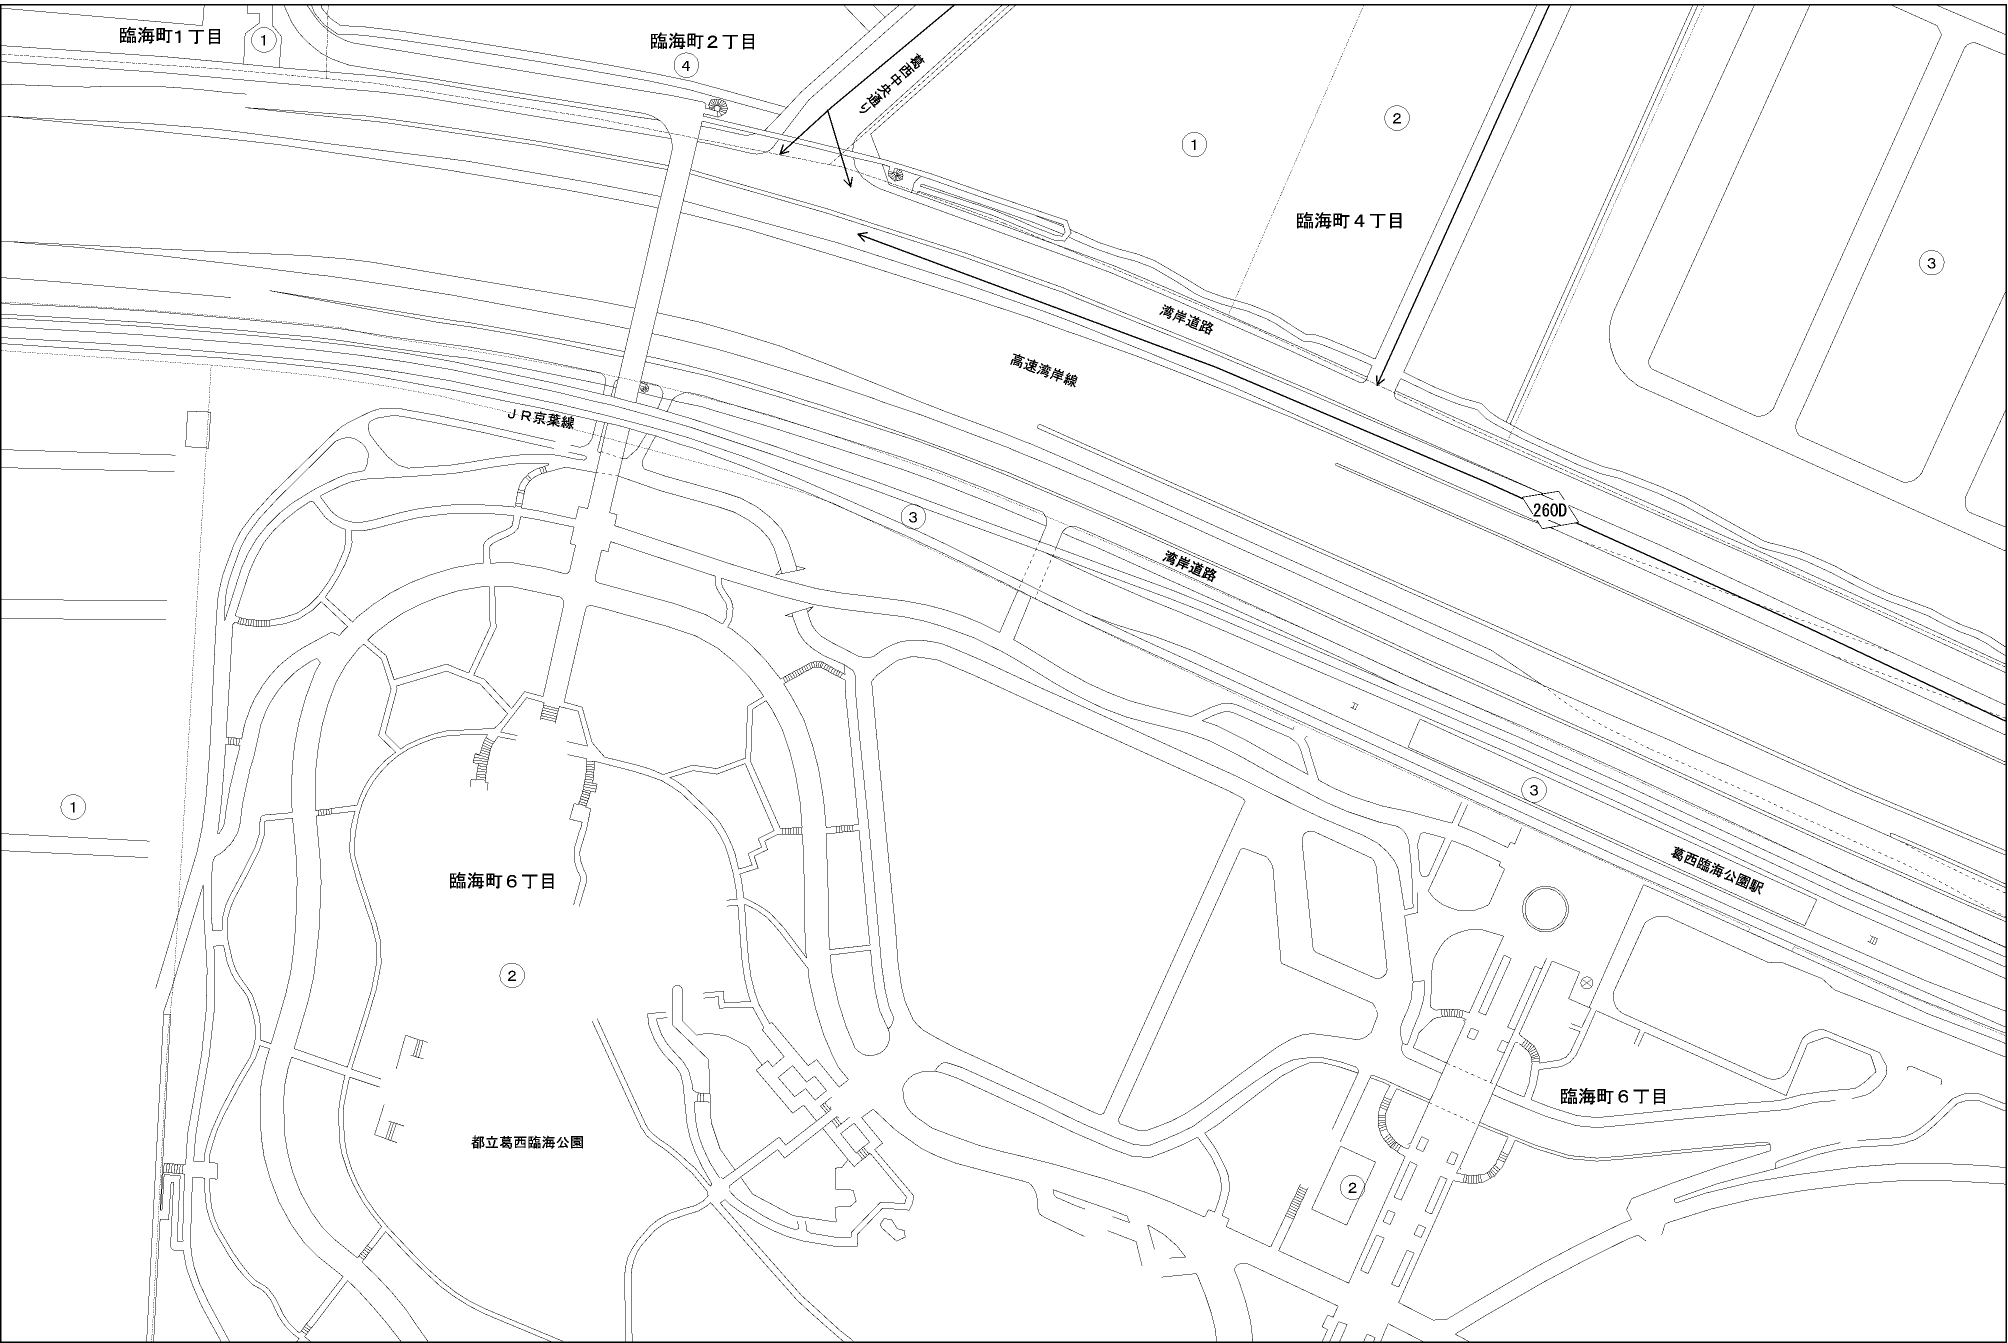 臨海町1丁目
①
臨海町２丁目
④
葛西中央通り
①
②
臨海町４丁目
③
湾岸道路
高速湾岸線
ＪＲ京葉線
260D
③
湾岸道路
③
①
葛西臨海公園駅
臨海町６丁目
②
臨海町６丁目
都立葛西臨海公園
②